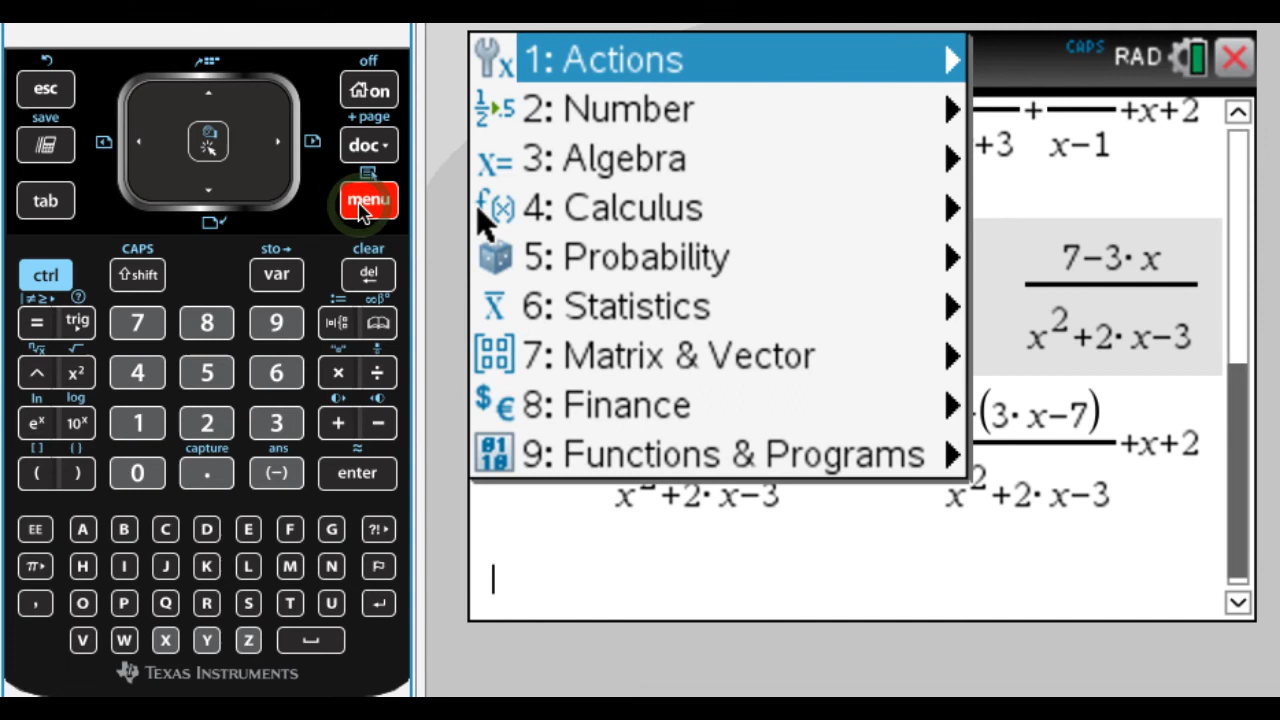 off
esc
on
save
+ page
doc
tab
menu
CAPS
sto→
clear
ctrl
⇧shift
var
del
|≠≥▸
:=
∞β°
=
trig
7
8
9
|□|{
ⁿ√x
√
"□"
^
x²
4
5
6
×
÷
ln
log
eˣ
10ˣ
1
2
3
+
−
[ ]
{ }
capture
ans
≈
(
)
0
.
(−)
enter
EE
A
B
C
D
E
F
G
?!▸
π▸
H
I
J
K
L
M
N
,
O
P
Q
R
S
T
U
V
W
X
Y
Z
TEXAS INSTRUMENTS
1: Actions
2: Number
3: Algebra
4: Calculus
5: Probability
6: Statistics
7: Matrix & Vector
8: Finance
9: Functions & Programs
CAPS RAD
+ +x+2
+3 x−1
7−3·x
x²+2·x−3
(3·x−7)
+x+2
x²+2·x−3 x²+2·x−3